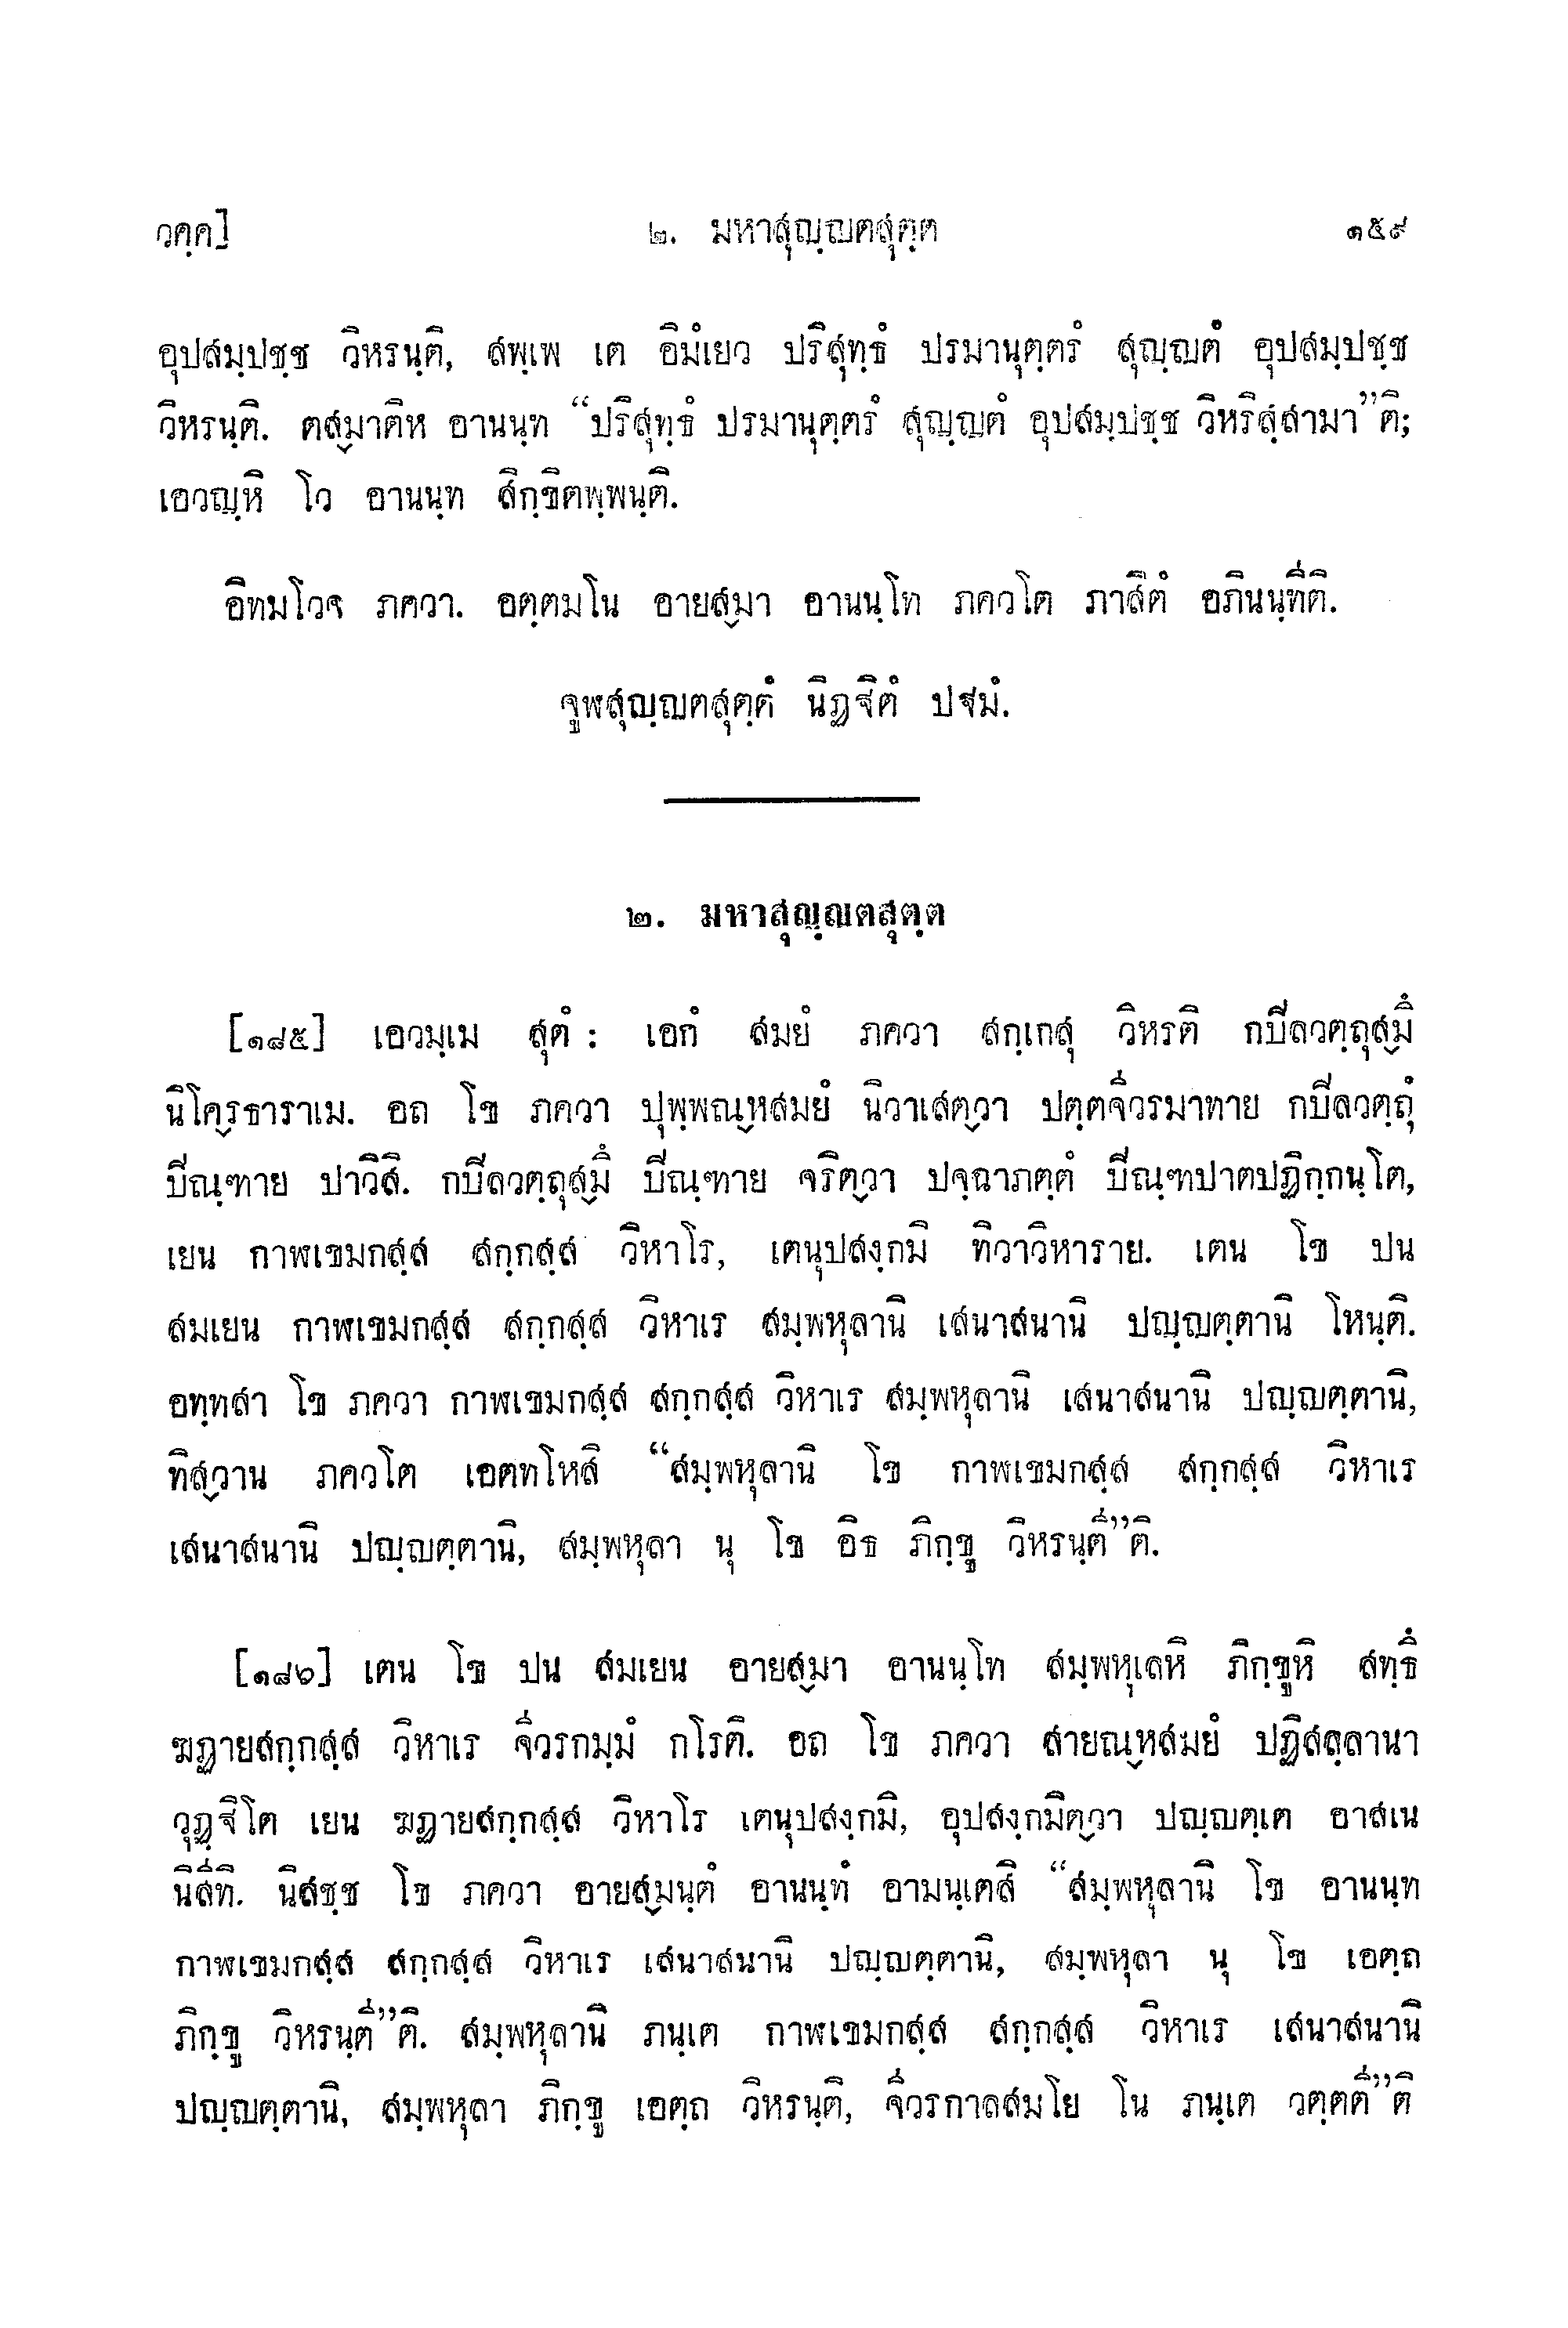 วคฺค]
๒. มหาสุญฺญตสุตฺต
๑๕๙
อุปสมฺปชฺช วิหรนฺติ, สพฺเพ เต อิมํเยว ปริสุทฺธํ ปรมานุตฺตรํ สุญฺญตํ อุปสมฺปชฺช
วิหรนฺติ. ตสฺมาติห อานนฺท “ปริสุทฺธํ ปรมานุตฺตรํ สุญฺญตํ อุปสมฺปชฺช วิหริสฺสามา”ติ;
เอวญฺหิ โว อานนฺท สิกฺขิตพฺพนฺติ.
อิทมโวจ ภควา. อตฺตมโน อายสฺมา อานนฺโท ภควโต ภาสิตํ อภินนฺทีติ.
จูฬสุญฺญตสุตฺตํ นิฏฺฐิตํ ปฐมํ.
๒. มหาสุญฺญตสุตฺต
[๑๘๕] เอวมฺเม สุตํ : เอกํ สมยํ ภควา สกฺเกสุ วิหรติ กปิลวตฺถุสฺมึ
นิโคฺรธาราเม. อถ โข ภควา ปุพฺพณฺหสมยํ นิวาเสตฺวา ปตฺตจีวรมาทาย กปิลวตฺถุํ
ปิณฺฑาย ปาวิสิ. กปิลวตฺถุสฺมึ ปิณฺฑาย จริตฺวา ปจฺฉาภตฺตํ ปิณฺฑปาตปฏิกฺกนฺโต,
เยน กาฬเขมกสฺส สกฺกสฺส วิหาโร, เตนุปสงฺกมิ ทิวาวิหาราย. เตน โข ปน
สมเยน กาฬเขมกสฺส สกฺกสฺส วิหาเร สมฺพหุลานิ เสนาสนานิ ปญฺญตฺตานิ โหนฺติ.
อทฺทสา โข ภควา กาฬเขมกสฺส สกฺกสฺส วิหาเร สมฺพหุลานิ เสนาสนานิ ปญฺญตฺตานิ,
ทิสฺวาน ภควโต เอตทโหสิ “สมฺพหุลานิ โข กาฬเขมกสฺส สกฺกสฺส วิหาเร
เสนาสนานิ ปญฺญตฺตานิ, สมฺพหุลา นุ โข อิธ ภิกฺขู วิหรนฺตี”ติ.
[๑๘๖] เตน โข ปน สมเยน อายสฺมา อานนฺโท สมฺพหุเลหิ ภิกฺขูหิ สทฺธึ
ฆฏายสกฺกสฺส วิหาเร จีวรกมฺมํ กโรติ. อถ โข ภควา สายณฺหสมยํ ปฏิสลฺลานา
วุฏฺฐิโต เยน ฆฏายสกฺกสฺส วิหาโร เตนุปสงฺกมิ, อุปสงฺกมิตฺวา ปญฺญตฺเต อาสเน
นิสีทิ. นิสชฺช โข ภควา อายสฺมนฺตํ อานนฺทํ อามนฺเตสิ “สมฺพหุลานิ โข อานนฺท
กาฬเขมกสฺส สกฺกสฺส วิหาเร เสนาสนานิ ปญฺญตฺตานิ, สมฺพหุลา นุ โข เอตฺถ
ภิกฺขู วิหรนฺตี”ติ. สมฺพหุลานิ ภนฺเต กาฬเขมกสฺส สกฺกสฺส วิหาเร เสนาสนานิ
ปญฺญตฺตานิ, สมฺพหุลา ภิกฺขู เอตฺถ วิหรนฺติ, จีวรกาลสมโย โน ภนฺเต วตฺตตี”ติ